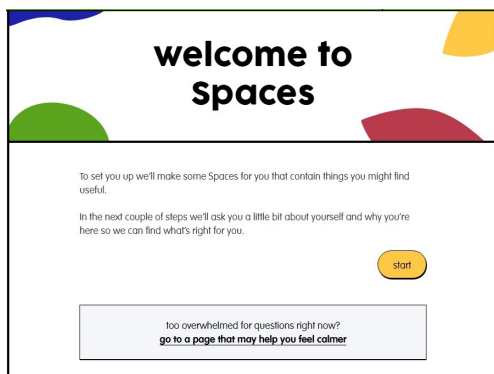 welcome to
Spaces
To set you up we'll make some Spaces for you that contain things you might find
useful.
In the next couple of steps we'll ask you a little bit about yourself and why you're
here so we can find what's right for you.
start
too overwhelmed for questions right now?
go to a page that may help you feel calmer